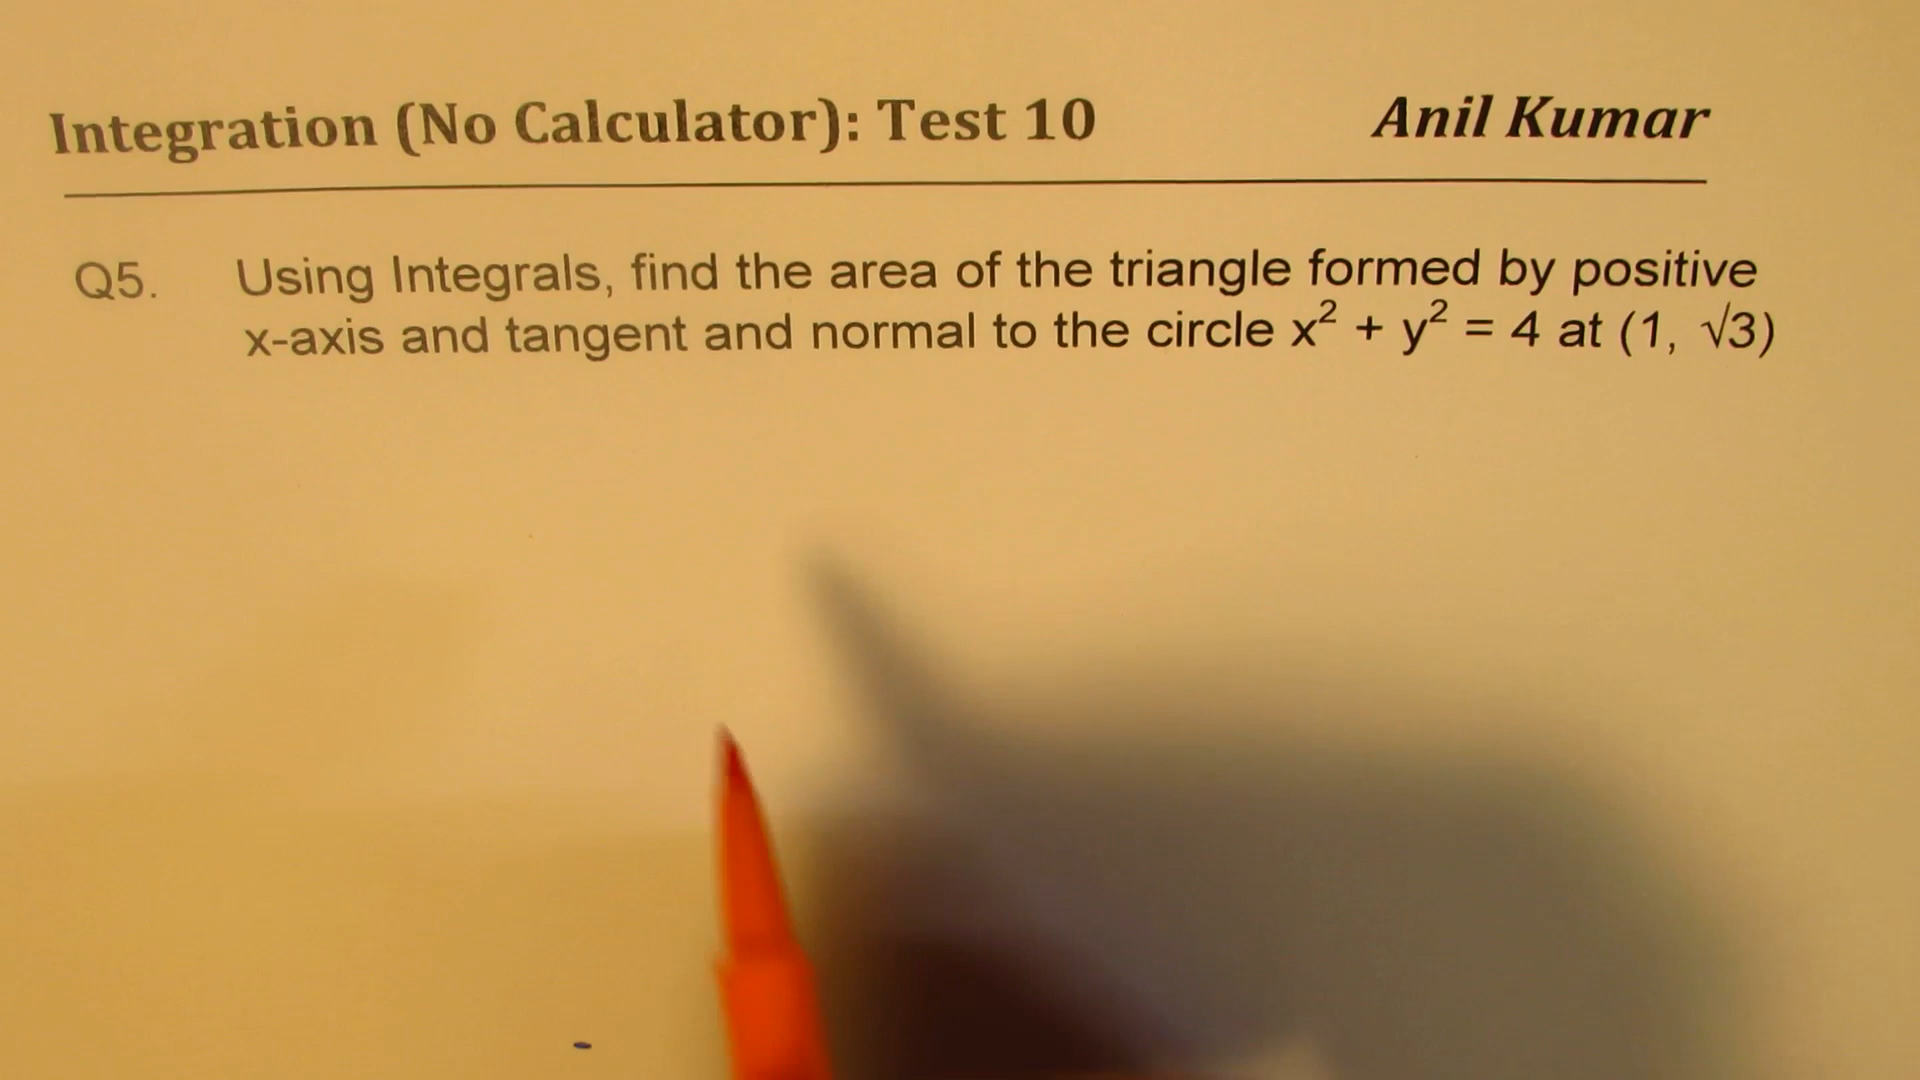 Integration (No Calculator): Test 10 Anil Kumar
Q5. Using Integrals, find the area of the triangle formed by positive
x-axis and tangent and normal to the circle x² + y² = 4 at (1, √3)